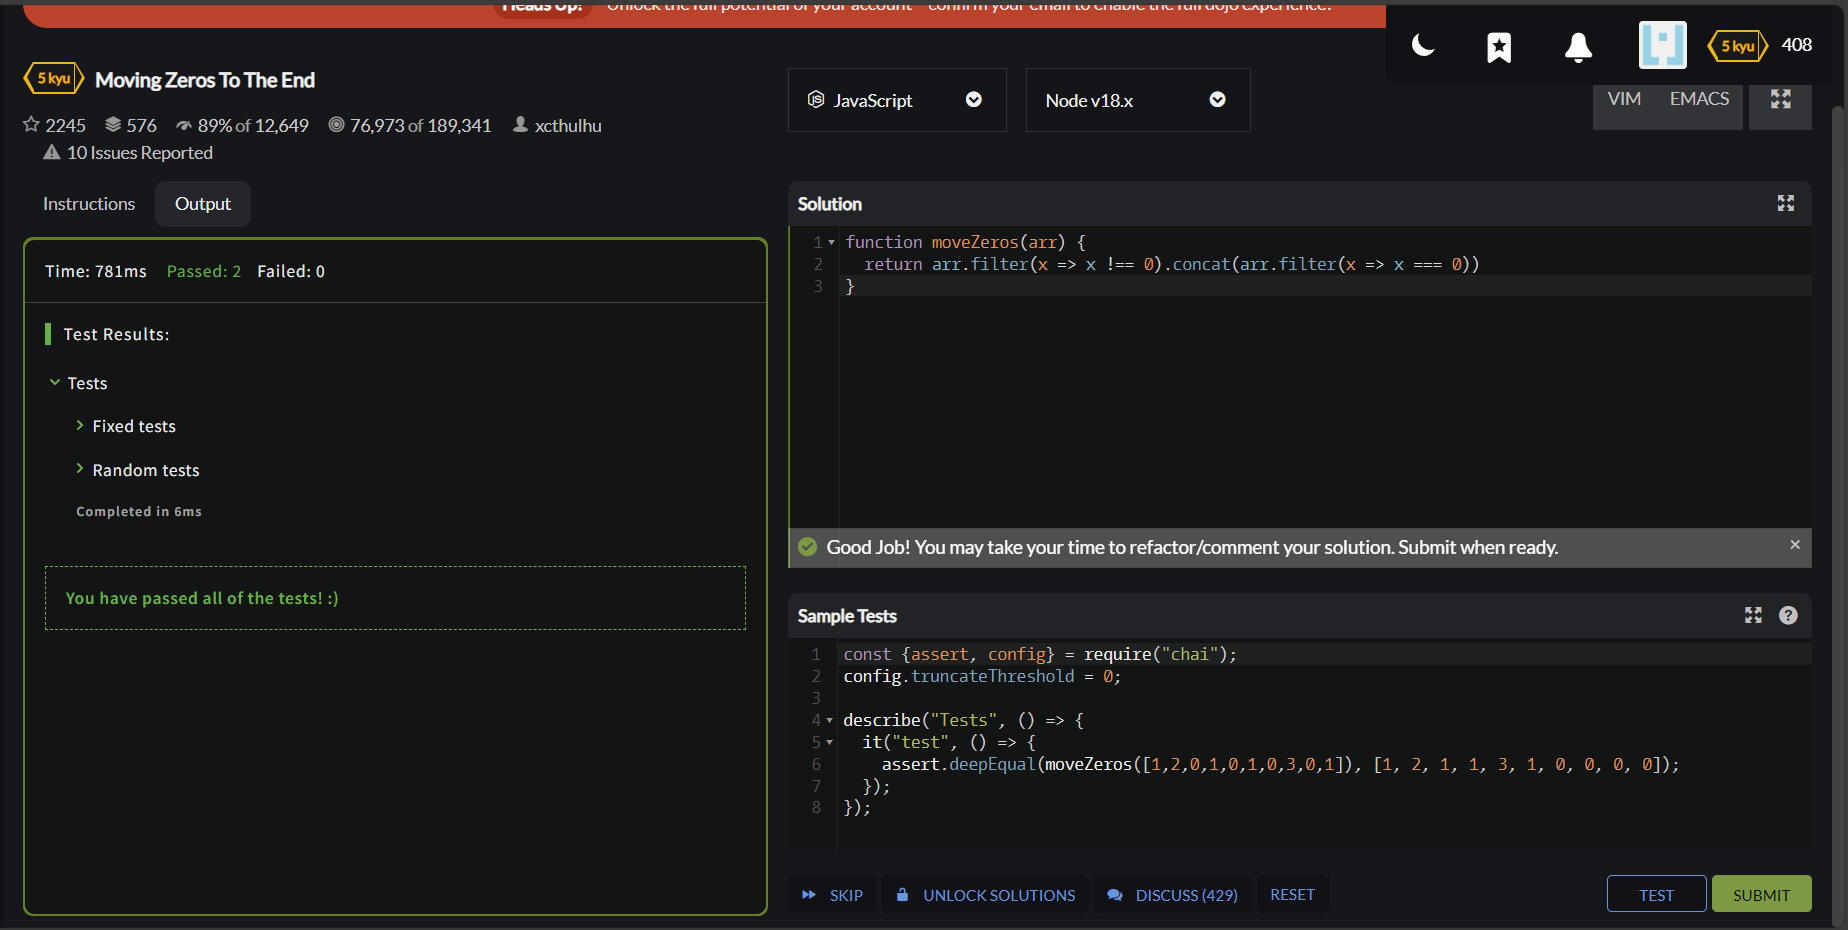 Heads Up! Unlock the full potential of your account – confirm your email to enable the full dojo experience!
5 kyu 408
5 kyu Moving Zeros To The End
2245 576 89% of 12,649 76,973 of 189,341 xcthulhu
10 Issues Reported
JavaScript
Node v18.x
VIM EMACS
Instructions Output
Time: 781ms Passed: 2 Failed: 0
Test Results:
Tests
Fixed tests
Random tests
Completed in 6ms
You have passed all of the tests! :)
Solution
1 function moveZeros(arr) {
2 return arr.filter(x => x !== 0).concat(arr.filter(x => x === 0))
3 }
Good Job! You may take your time to refactor/comment your solution. Submit when ready.
Sample Tests
1 const {assert, config} = require("chai");
2 config.truncateThreshold = 0;
3
4 describe("Tests", () => {
5 it("test", () => {
6 assert.deepEqual(moveZeros([1,2,0,1,0,1,0,3,0,1]), [1, 2, 1, 1, 3, 1, 0, 0, 0, 0]);
7 });
8 });
SKIP UNLOCK SOLUTIONS DISCUSS (429) RESET TEST SUBMIT